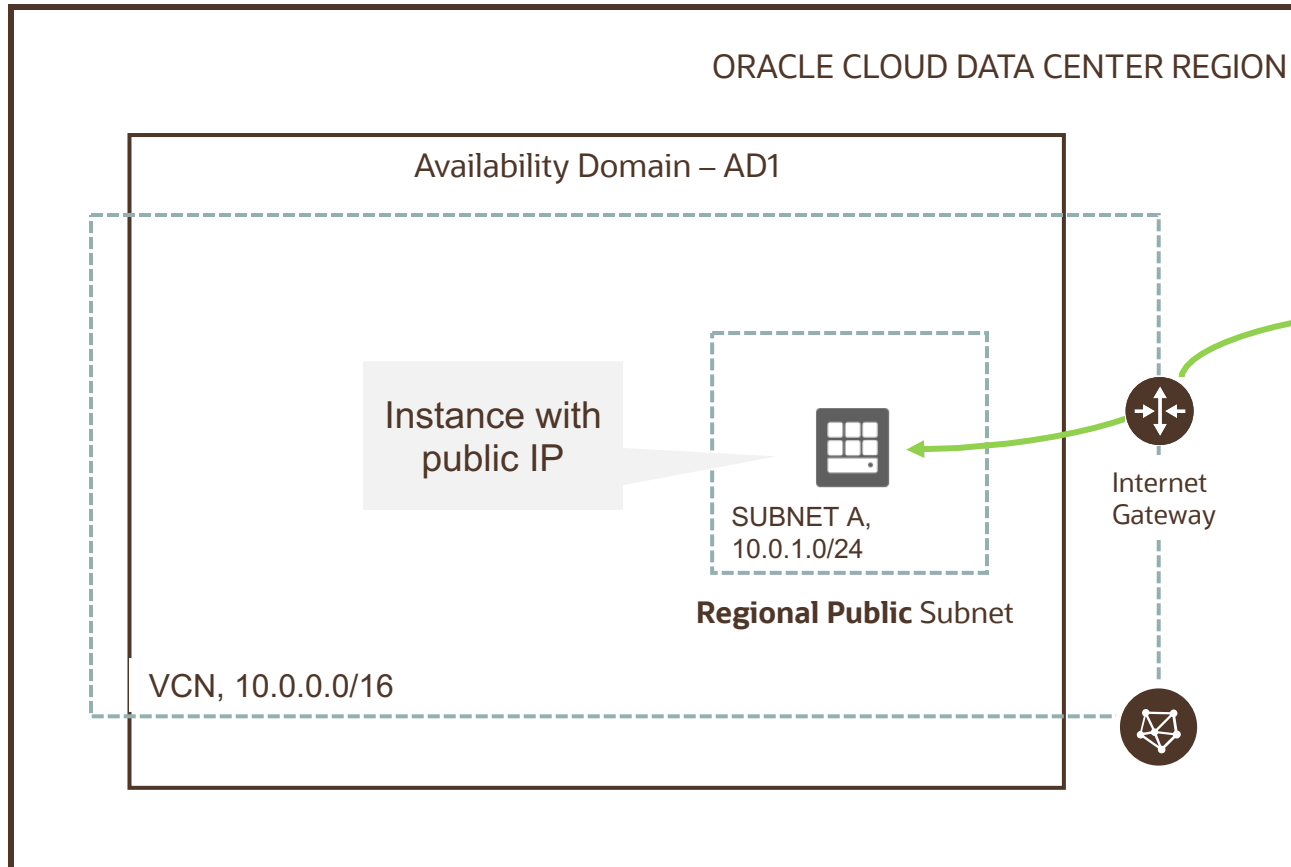 ORACLE CLOUD DATA CENTER REGION
Availability Domain – AD1
Instance with
public IP
SUBNET A,
10.0.1.0/24
Internet
Gateway
Regional Public Subnet
VCN, 10.0.0.0/16